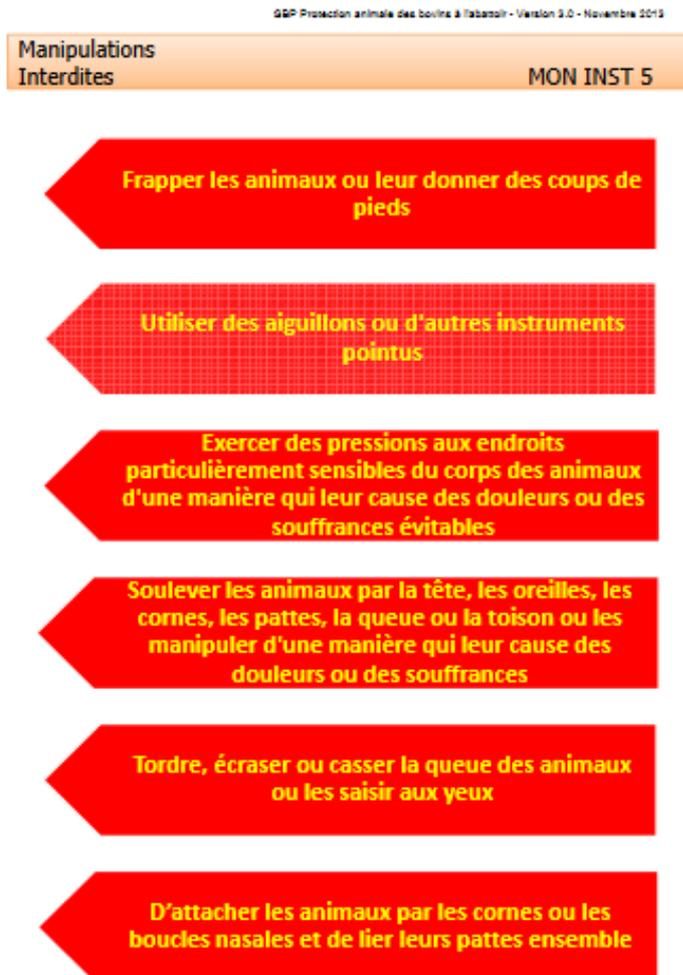 GBP Protection animale des bovins à l'abattoir - Version 3.0 - Novembre 2013
Manipulations
Interdites MON INST 5
Frapper les animaux ou leur donner des coups de
pieds
Utiliser des aiguillons ou d'autres instruments
pointus
Exercer des pressions aux endroits
particulièrement sensibles du corps des animaux
d'une manière qui leur cause des douleurs ou des
souffrances évitables
Soulever les animaux par la tête, les oreilles, les
cornes, les pattes, la queue ou la toison ou les
manipuler d'une manière qui leur cause des
douleurs ou des souffrances
Tordre, écraser ou casser la queue des animaux
ou les saisir aux yeux
D'attacher les animaux par les cornes ou les
boucles nasales et de lier leurs pattes ensemble